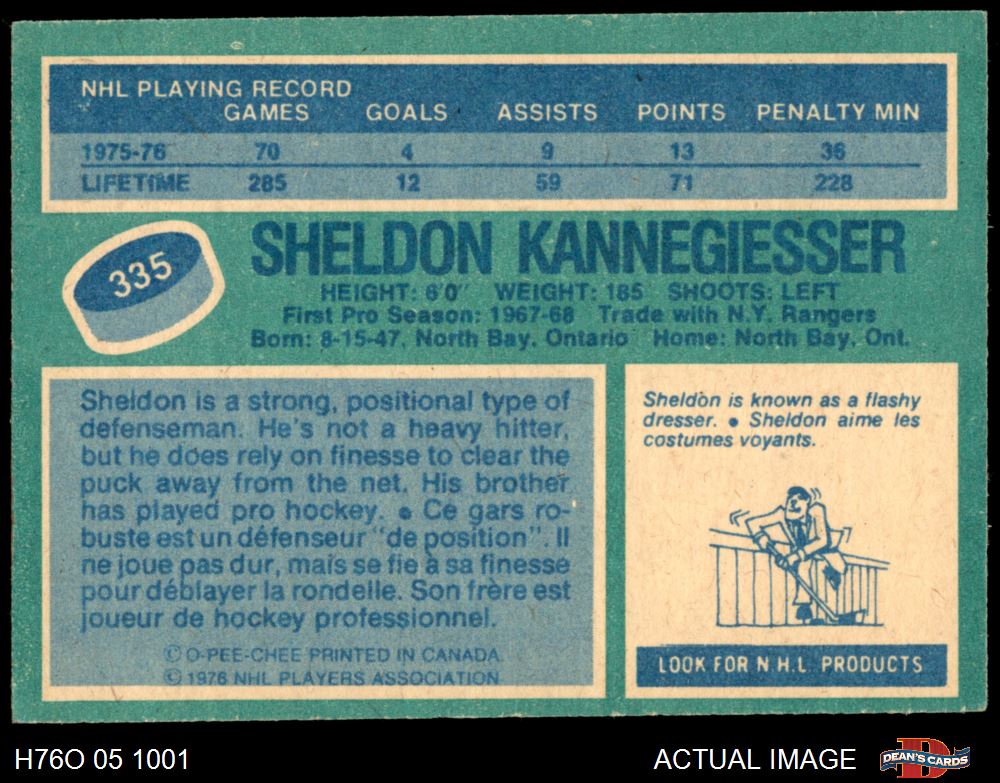 NHL PLAYING RECORD
GAMES GOALS ASSISTS POINTS PENALTY MIN
1975-76 70 4 9 13 36
LIFETIME 285 12 59 71 228
335
SHELDON KANNEGIESSER
HEIGHT: 6'0" WEIGHT: 185 SHOOTS: LEFT
First Pro Season: 1967-68 Trade with N.Y. Rangers
Born: 8-15-47, North Bay, Ontario Home: North Bay, Ont.
Sheldon is a strong, positional type of
defenseman. He's not a heavy hitter,
but he does rely on finesse to clear the
puck away from the net. His brother
has played pro hockey. ● Ce gars ro-
buste est un défenseur "de position". Il
ne joue pas dur, mais se fie à sa finesse
pour déblayer la rondelle. Son frère est
joueur de hockey professionnel.
© O-PEE-CHEE PRINTED IN CANADA
© 1976 NHL PLAYERS ASSOCIATION
Sheldon is known as a flashy
dresser. ● Sheldon aime les
costumes voyants.
LOOK FOR N.H.L. PRODUCTS
H76O 05 1001
ACTUAL IMAGE
D
DEAN'S CARDS